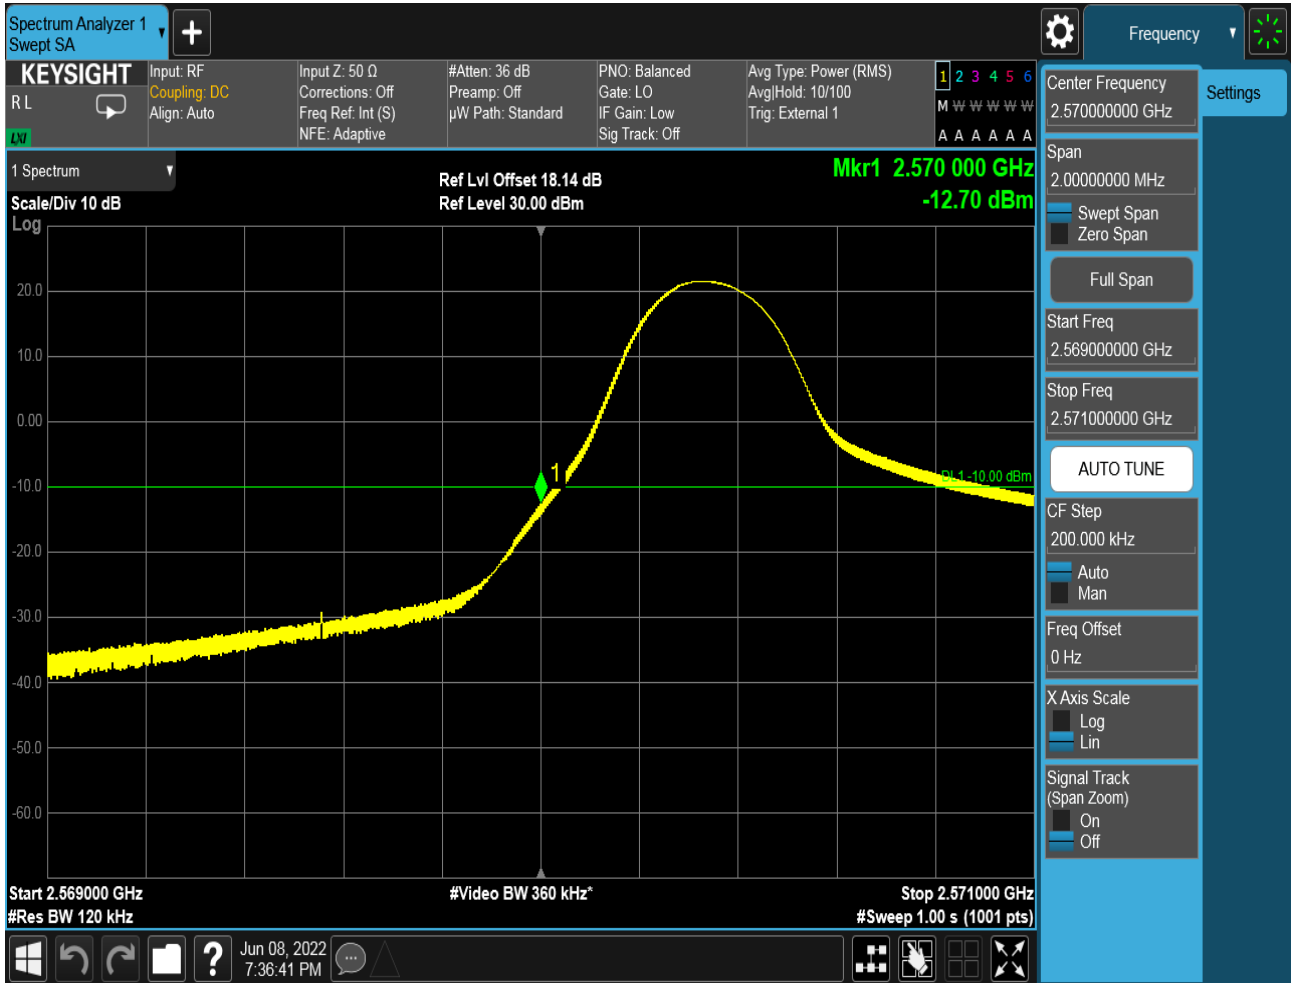 Spectrum Analyzer 1
Swept SA
Frequency
KEYSIGHT
R L
LXI
Input: RF
Coupling: DC
Align: Auto
Input Z: 50 Ω
Corrections: Off
Freq Ref: Int (S)
NFE: Adaptive
#Atten: 36 dB
Preamp: Off
µW Path: Standard
PNO: Balanced
Gate: LO
IF Gain: Low
Sig Track: Off
Avg Type: Power (RMS)
Avg|Hold: 10/100
Trig: External 1
1 2 3 4 5 6
M W W W W W
A A A A A A
1 Spectrum
Scale/Div 10 dB
Log
Ref Lvl Offset 18.14 dB
Ref Level 30.00 dBm
Mkr1 2.570 000 GHz
-12.70 dBm
20.0
10.0
0.00
-10.0
-20.0
-30.0
-40.0
-50.0
-60.0
1
DL1 -10.00 dBm
Start 2.569000 GHz
#Res BW 120 kHz
#Video BW 360 kHz*
Stop 2.571000 GHz
#Sweep 1.00 s (1001 pts)
Jun 08, 2022
7:36:41 PM
Center Frequency
2.570000000 GHz
Span
2.00000000 MHz
Swept Span
Zero Span
Full Span
Start Freq
2.569000000 GHz
Stop Freq
2.571000000 GHz
AUTO TUNE
CF Step
200.000 kHz
Auto
Man
Freq Offset
0 Hz
X Axis Scale
Log
Lin
Signal Track
(Span Zoom)
On
Off
Settings